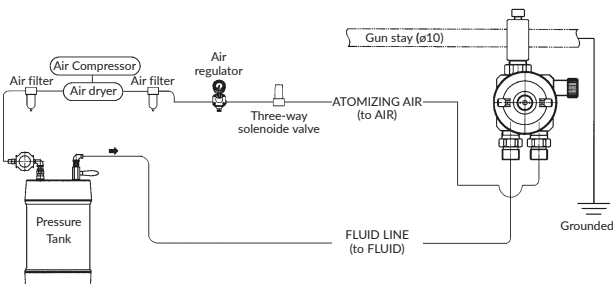 Gun stay (ø10)
Air Compressor
Air
regulator
Air filter
Air dryer
Air filter
Three-way
solenoide valve
ATOMIZING AIR
(to AIR)
Pressure
Tank
FLUID LINE
(to FLUID)
Grounded